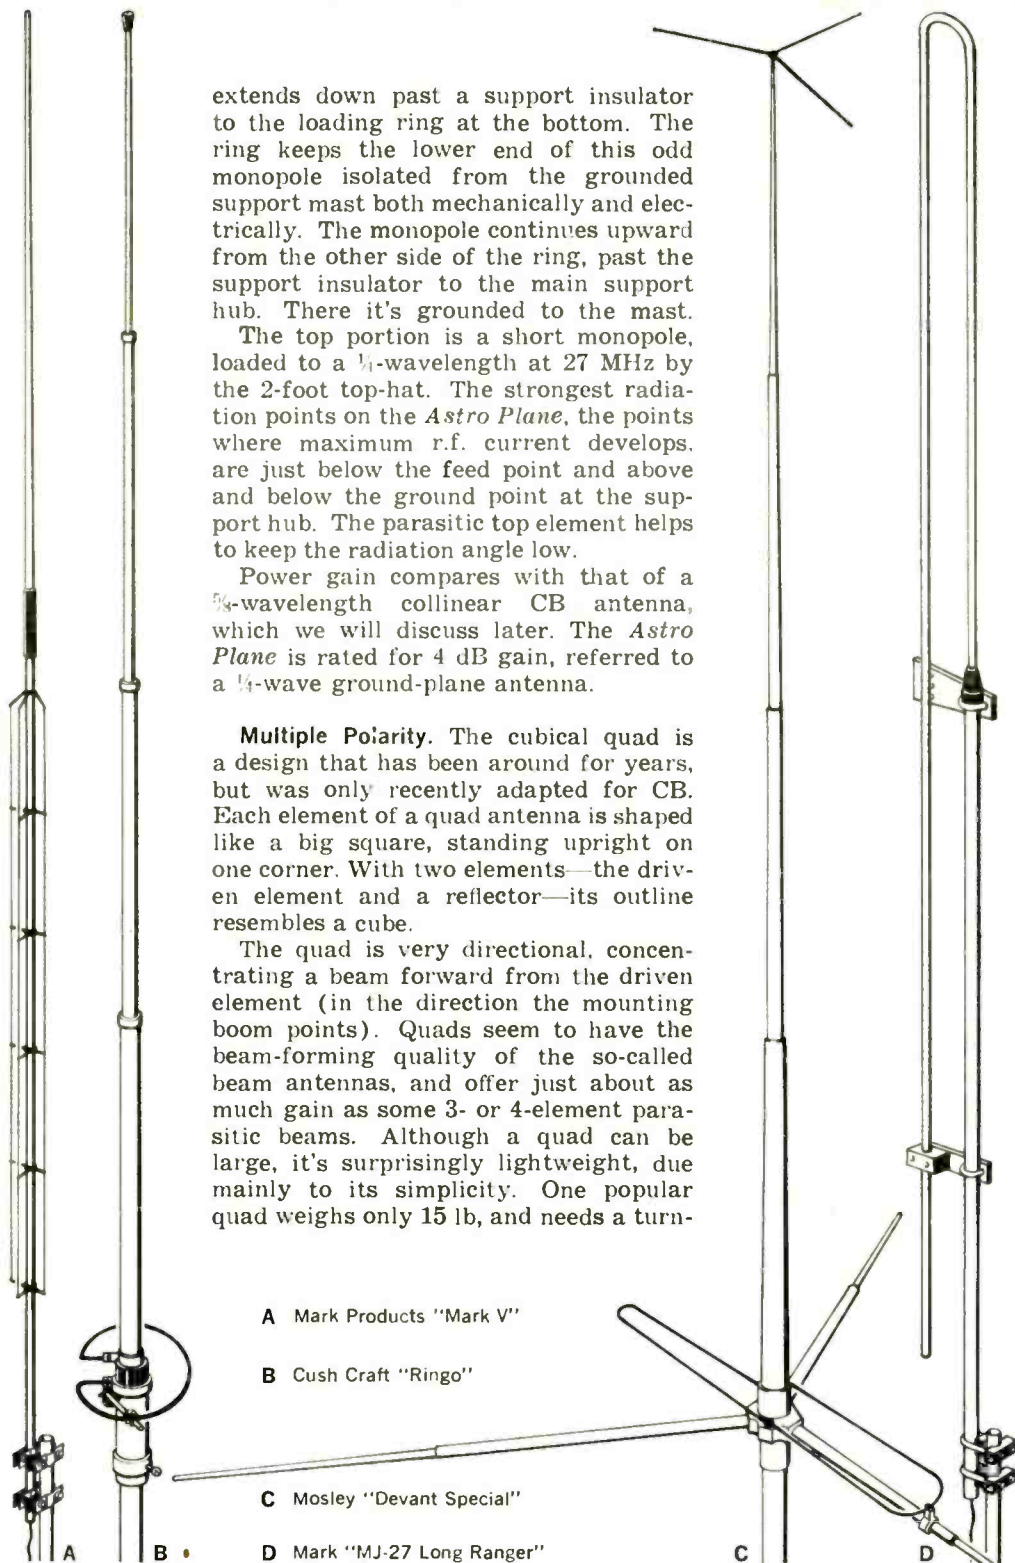 extends down past a support insulator
to the loading ring at the bottom. The
ring keeps the lower end of this odd
monopole isolated from the grounded
support mast both mechanically and elec-
trically. The monopole continues upward
from the other side of the ring, past the
support insulator to the main support
hub. There it's grounded to the mast.
The top portion is a short monopole,
loaded to a ¼-wavelength at 27 MHz by
the 2-foot top-hat. The strongest radia-
tion points on the Astro Plane, the points
where maximum r.f. current develops,
are just below the feed point and above
and below the ground point at the sup-
port hub. The parasitic top element helps
to keep the radiation angle low.
Power gain compares with that of a
⅝-wavelength collinear CB antenna,
which we will discuss later. The Astro
Plane is rated for 4 dB gain, referred to
a ¼-wave ground-plane antenna.
Multiple Polarity. The cubical quad is
a design that has been around for years,
but was only recently adapted for CB.
Each element of a quad antenna is shaped
like a big square, standing upright on
one corner. With two elements—the driv-
en element and a reflector—its outline
resembles a cube.
The quad is very directional, concen-
trating a beam forward from the driven
element (in the direction the mounting
boom points). Quads seem to have the
beam-forming quality of the so-called
beam antennas, and offer just about as
much gain as some 3- or 4-element para-
sitic beams. Although a quad can be
large, it's surprisingly lightweight, due
mainly to its simplicity. One popular
quad weighs only 15 lb, and needs a turn-
A Mark Products "Mark V"
B Cush Craft "Ringo"
C Mosley "Devant Special"
D Mark "MJ-27 Long Ranger"
A
B
C
D